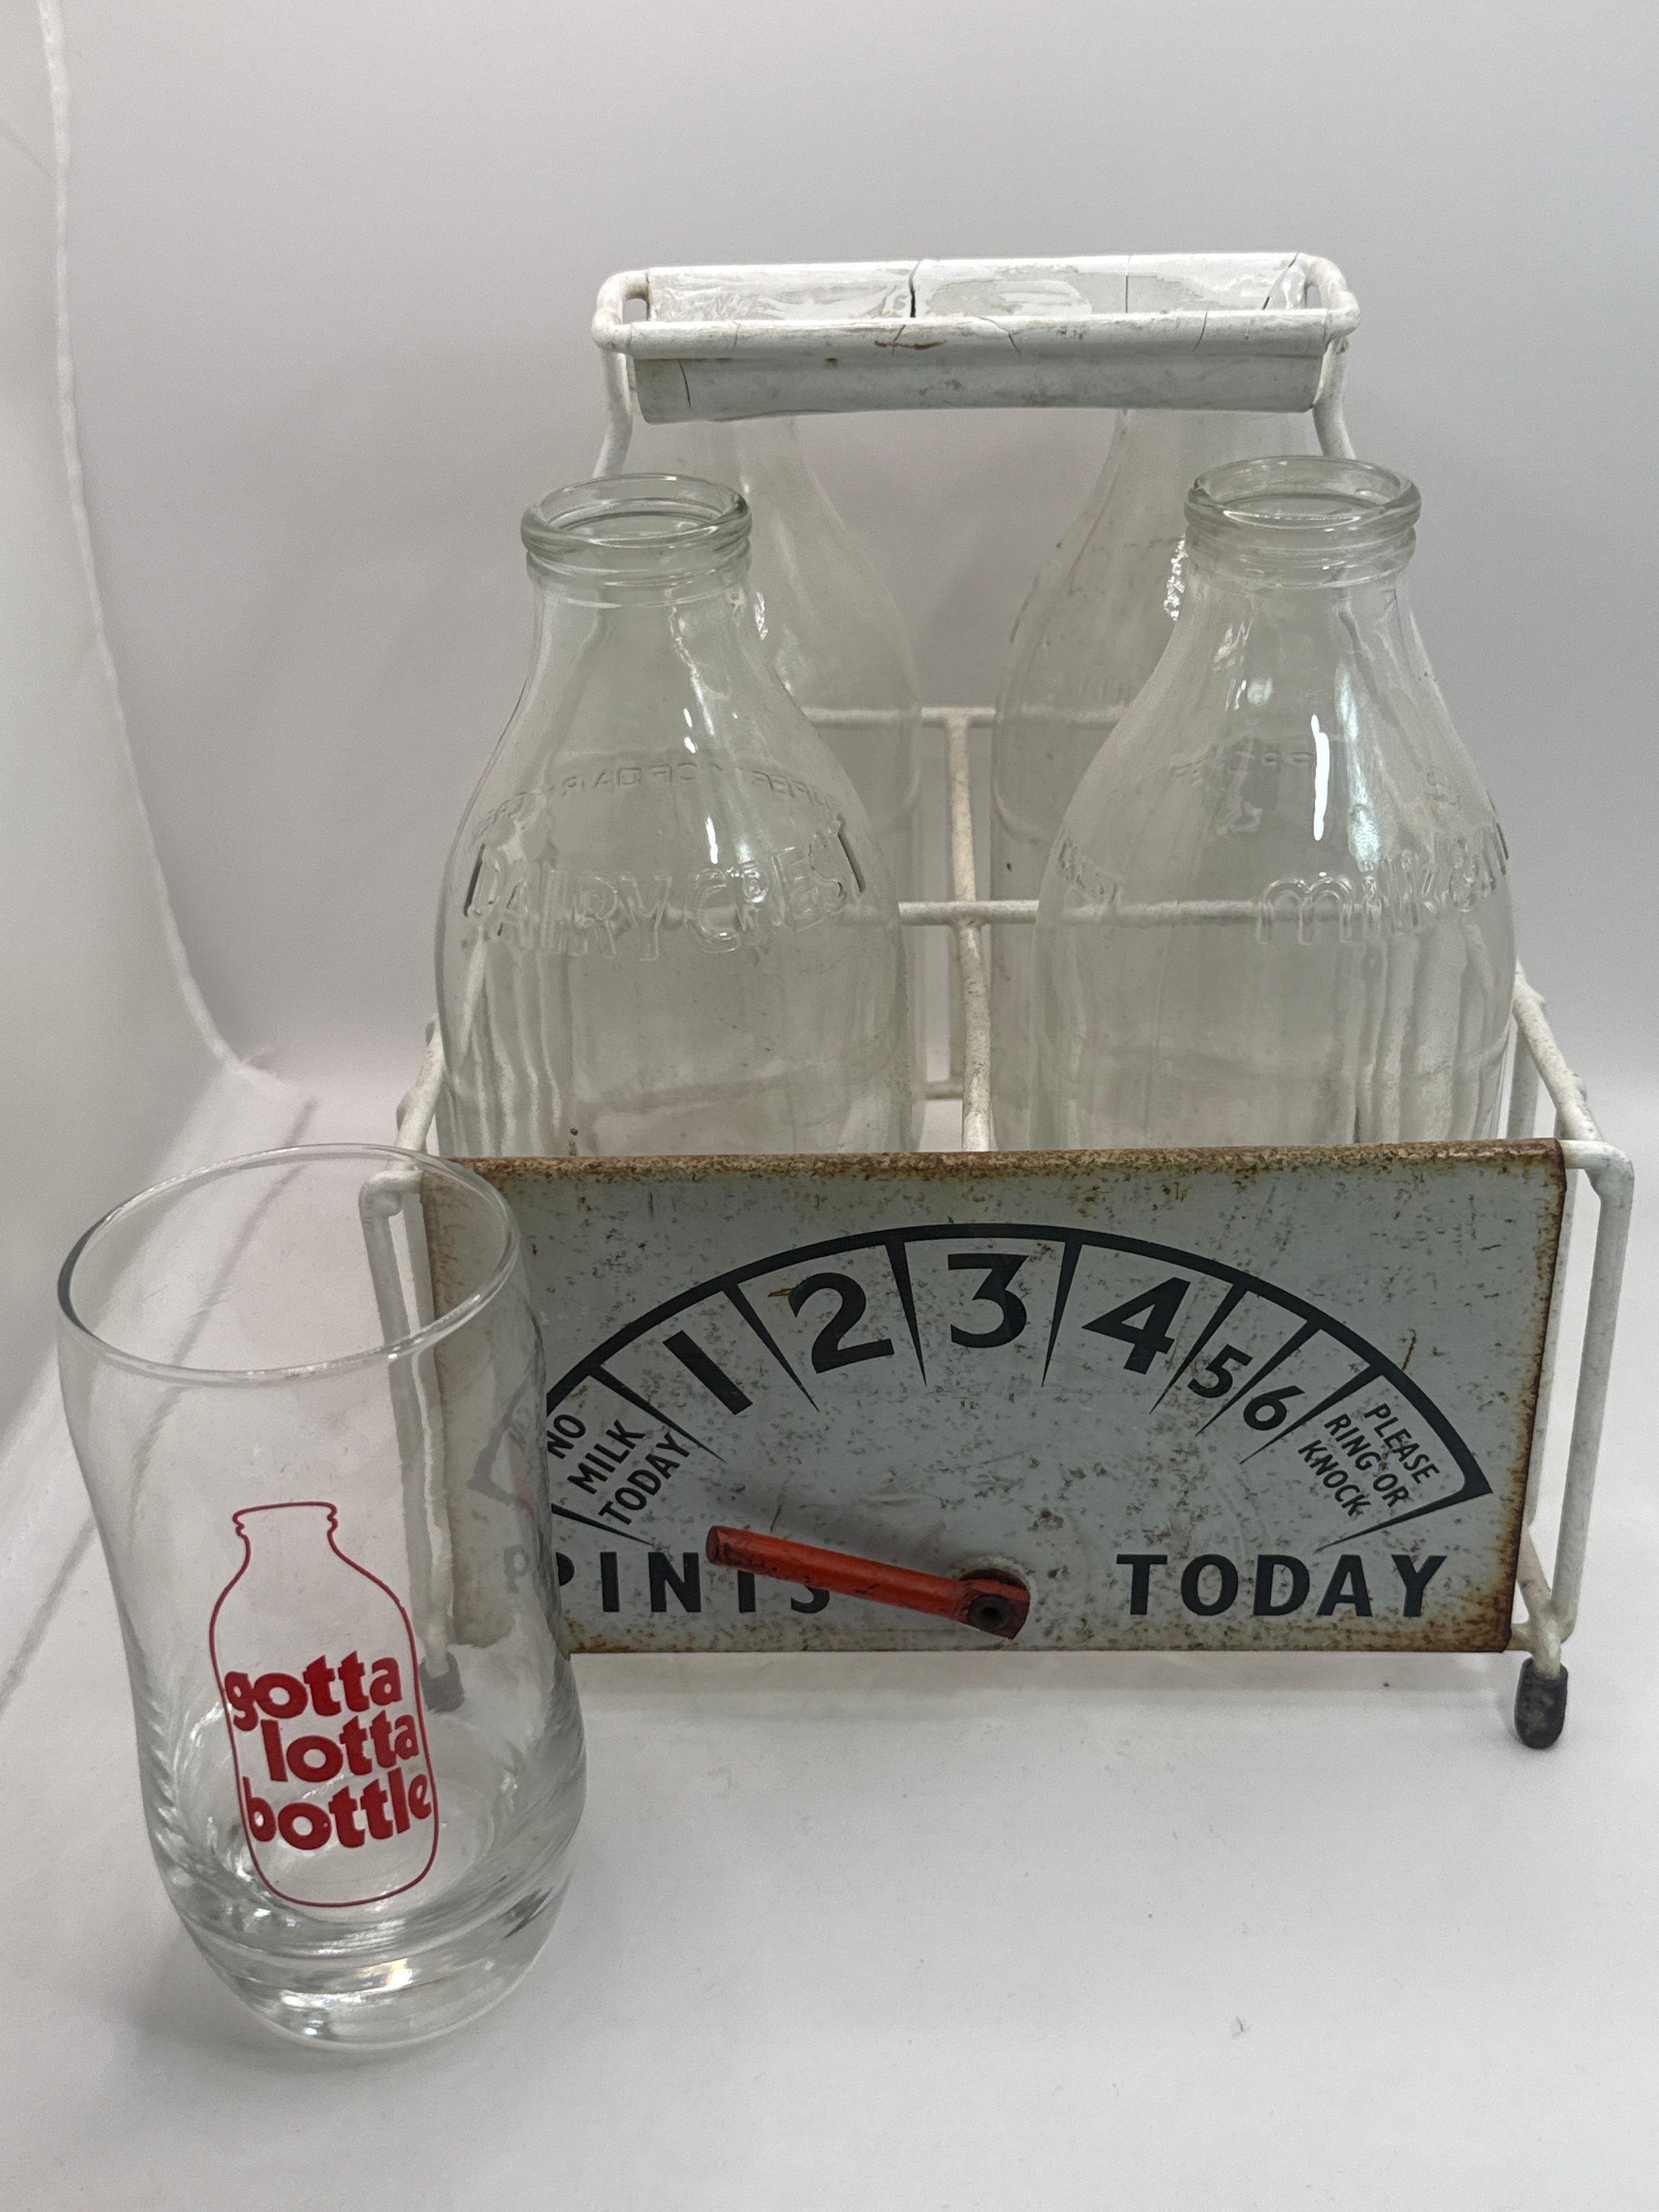 DAIRY CREST
milk
NO
MILK
TODAY
1
2
3
4
5
6
PLEASE
RING OR
KNOCK
PINTS TODAY
gotta
lotta
bottle